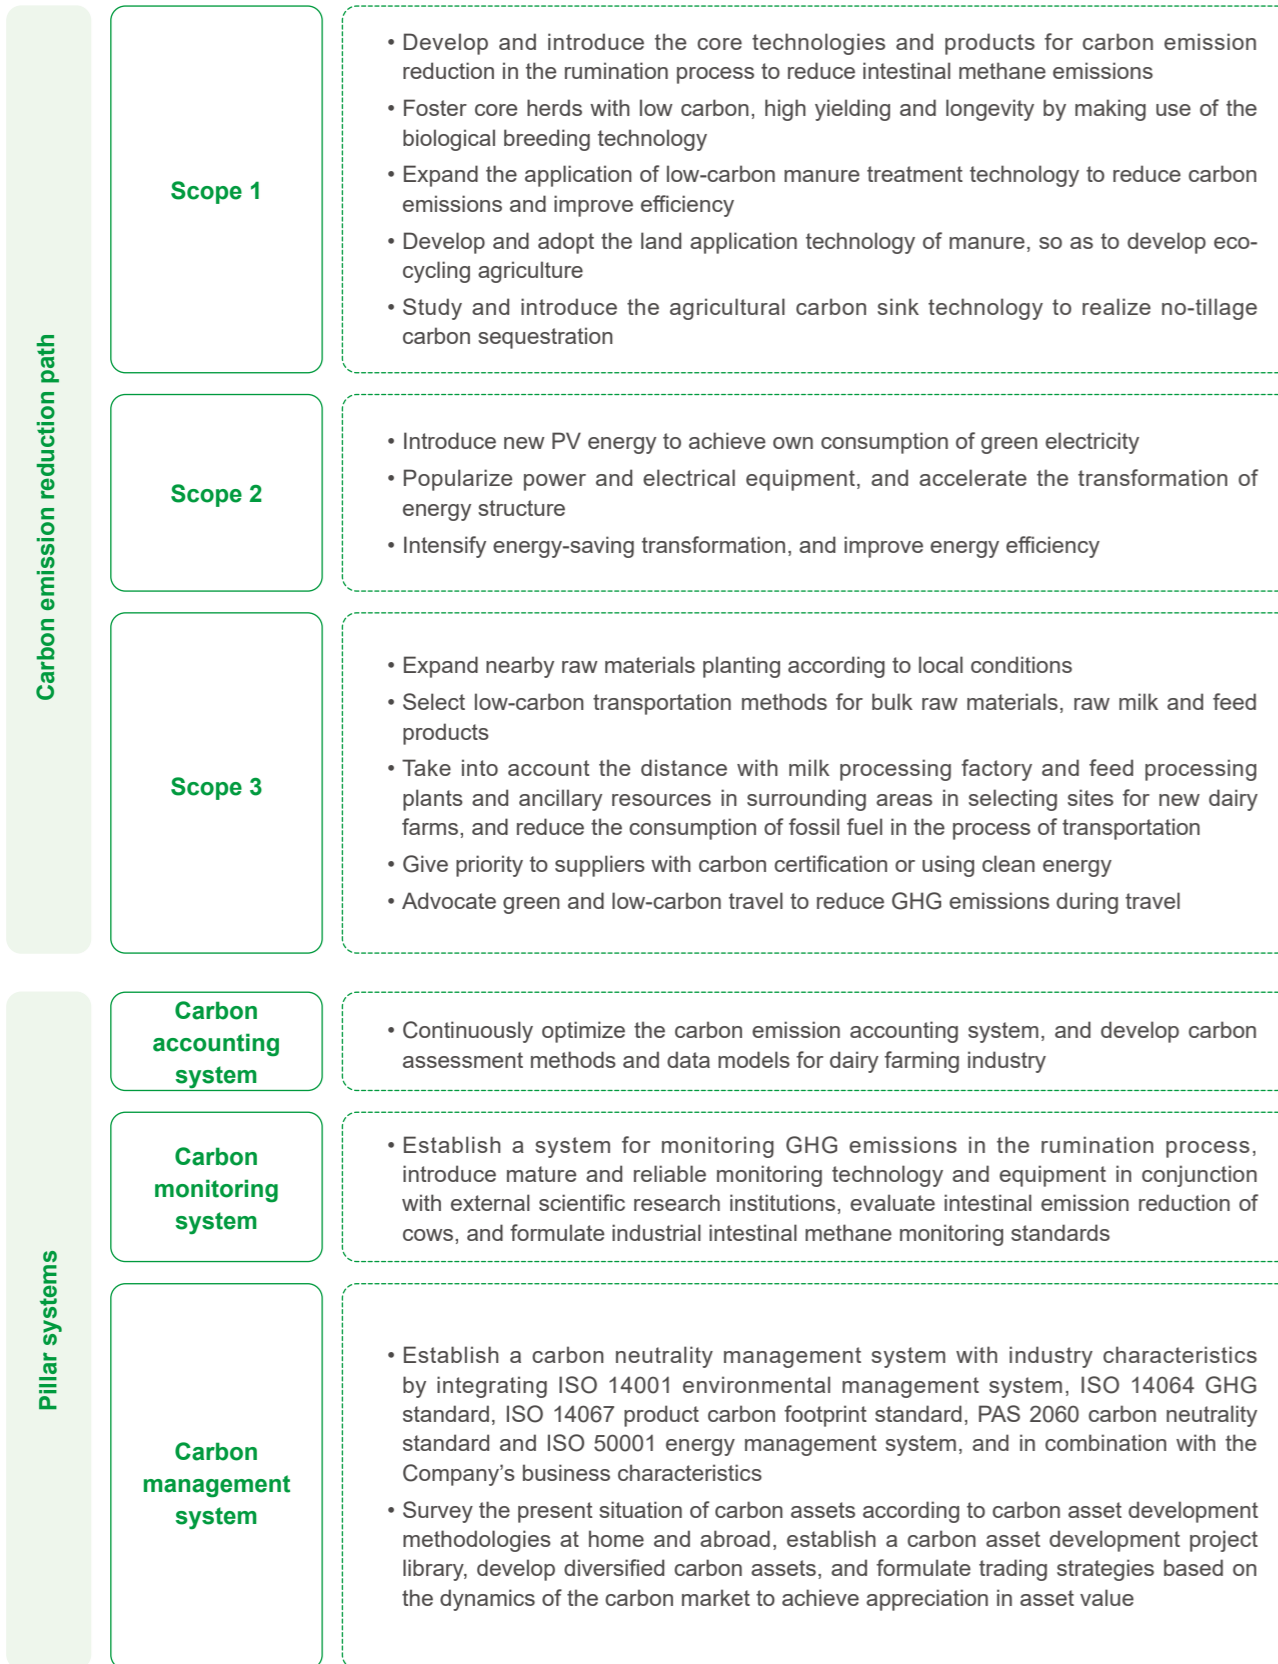 Carbon emission reduction path
Scope 1
• Develop and introduce the core technologies and products for carbon emission
reduction in the rumination process to reduce intestinal methane emissions
• Foster core herds with low carbon, high yielding and longevity by making use of the
biological breeding technology
• Expand the application of low-carbon manure treatment technology to reduce carbon
emissions and improve efficiency
• Develop and adopt the land application technology of manure, so as to develop eco-
cycling agriculture
• Study and introduce the agricultural carbon sink technology to realize no-tillage
carbon sequestration
Scope 2
• Introduce new PV energy to achieve own consumption of green electricity
• Popularize power and electrical equipment, and accelerate the transformation of
energy structure
• Intensify energy-saving transformation, and improve energy efficiency
Scope 3
• Expand nearby raw materials planting according to local conditions
• Select low-carbon transportation methods for bulk raw materials, raw milk and feed
products
• Take into account the distance with milk processing factory and feed processing
plants and ancillary resources in surrounding areas in selecting sites for new dairy
farms, and reduce the consumption of fossil fuel in the process of transportation
• Give priority to suppliers with carbon certification or using clean energy
• Advocate green and low-carbon travel to reduce GHG emissions during travel
Pillar systems
Carbon
accounting
system
• Continuously optimize the carbon emission accounting system, and develop carbon
assessment methods and data models for dairy farming industry
Carbon
monitoring
system
• Establish a system for monitoring GHG emissions in the rumination process,
introduce mature and reliable monitoring technology and equipment in conjunction
with external scientific research institutions, evaluate intestinal emission reduction of
cows, and formulate industrial intestinal methane monitoring standards
Carbon
management
system
• Establish a carbon neutrality management system with industry characteristics
by integrating ISO 14001 environmental management system, ISO 14064 GHG
standard, ISO 14067 product carbon footprint standard, PAS 2060 carbon neutrality
standard and ISO 50001 energy management system, and in combination with the
Company's business characteristics
• Survey the present situation of carbon assets according to carbon asset development
methodologies at home and abroad, establish a carbon asset development project
library, develop diversified carbon assets, and formulate trading strategies based on
the dynamics of the carbon market to achieve appreciation in asset value